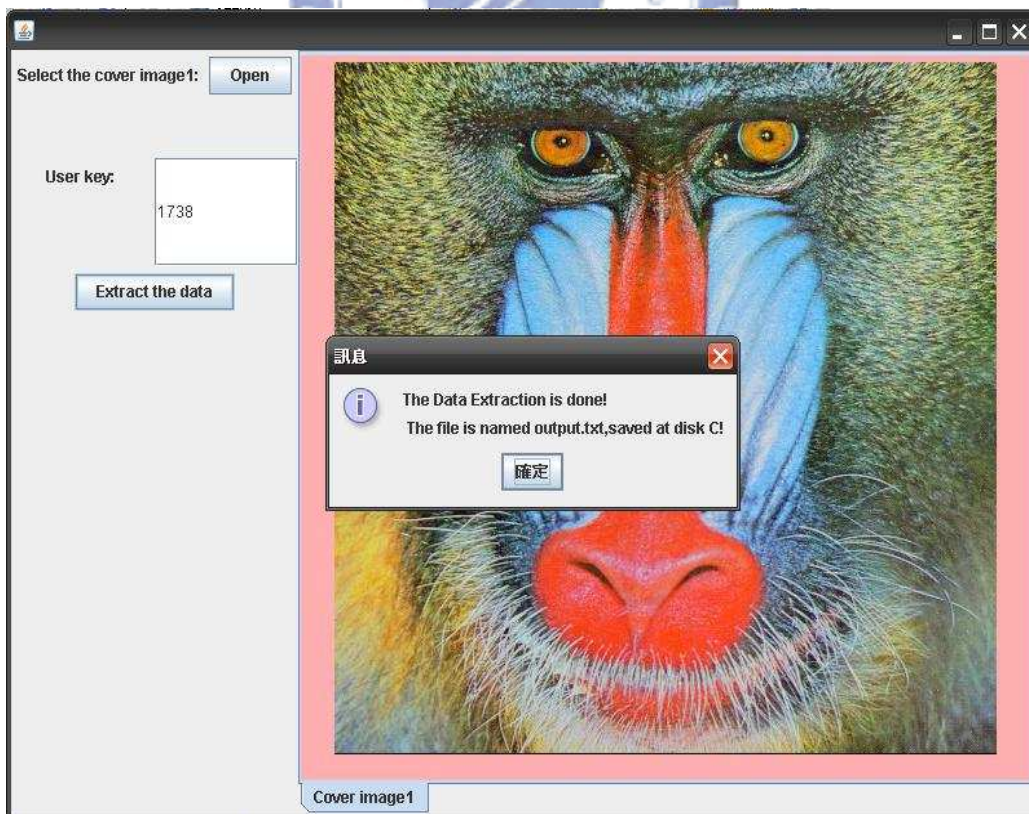 Select the cover image1: Open
User key:
1738
Extract the data
訊息
The Data Extraction is done!
The file is named output.txt,saved at disk C!
確定
Cover image1